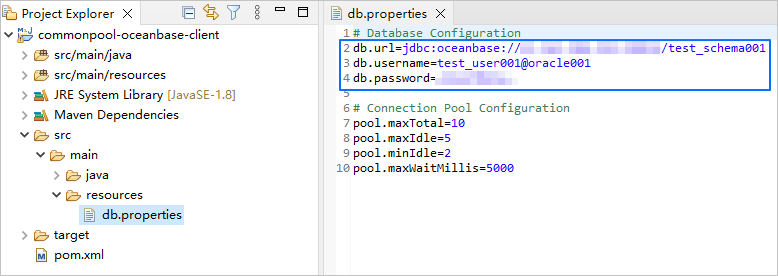 Project Explorer
commonpool-oceanbase-client
src/main/java
src/main/resources
JRE System Library [JavaSE-1.8]
Maven Dependencies
src
main
java
resources
db.properties
target
pom.xml
db.properties
1 # Database Configuration
2 db.url=jdbc:oceanbase:// /test_schema001
3 db.username=test_user001@oracle001
4 db.password=
5
6 # Connection Pool Configuration
7 pool.maxTotal=10
8 pool.maxIdle=5
9 pool.minIdle=2
10 pool.maxWaitMillis=5000